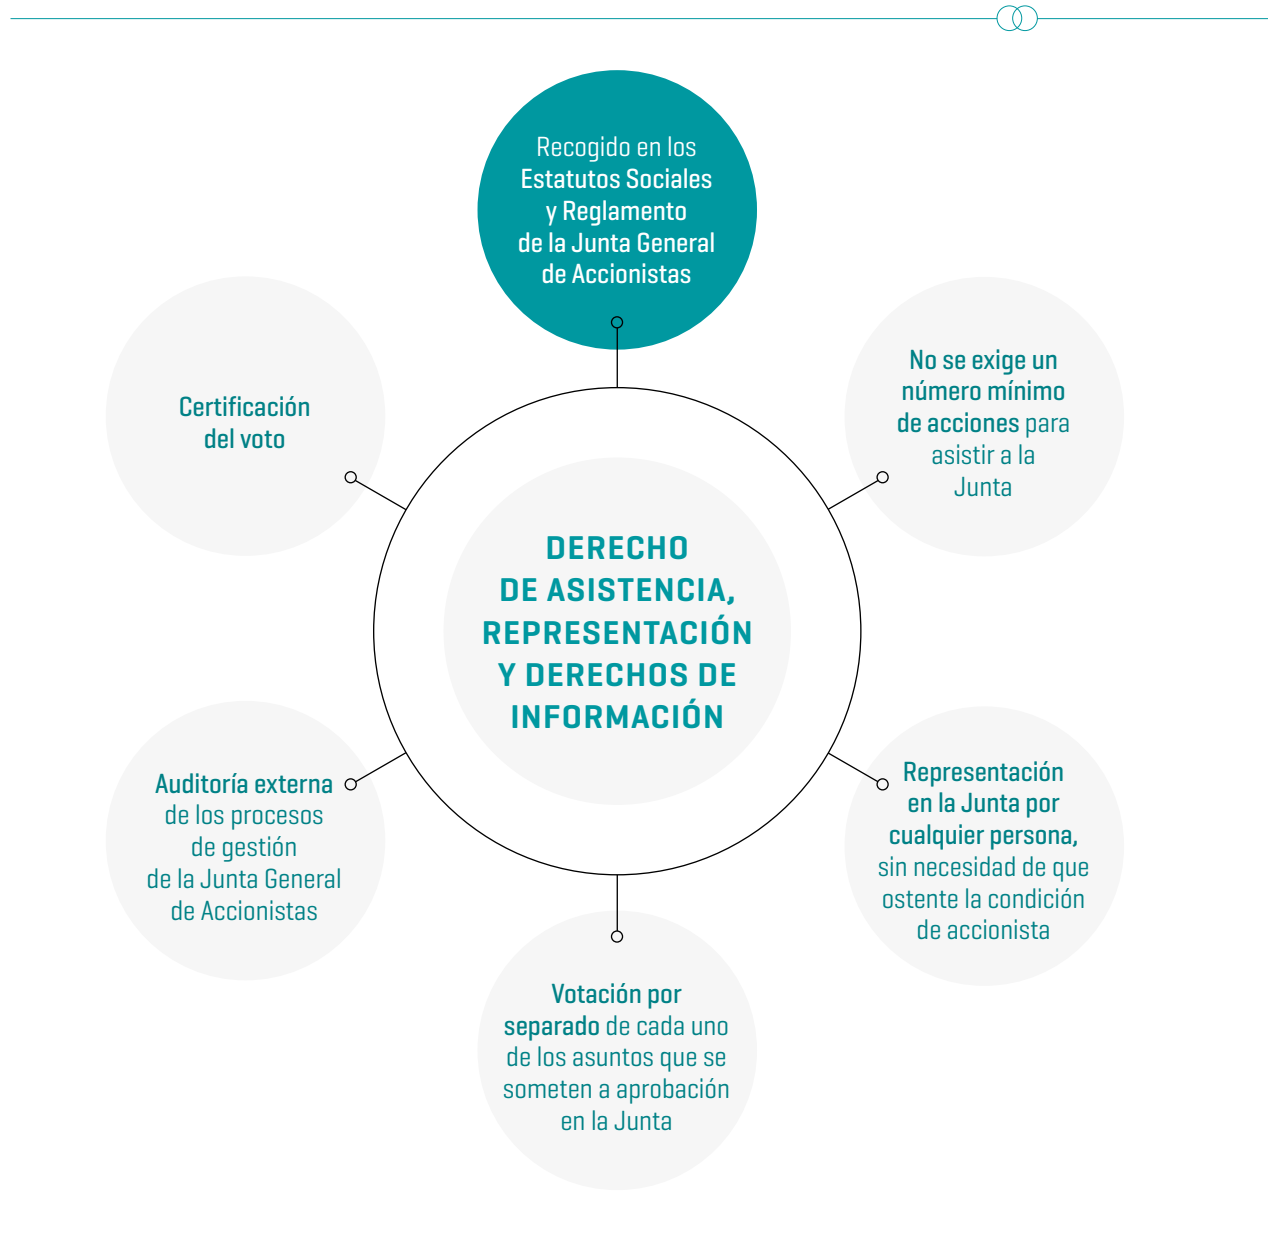 Recogido en los
Estatutos Sociales
y Reglamento
de la Junta General
de Accionistas
No se exige un
número mínimo
de acciones para
asistir a la
Junta
Certificación
del voto
DERECHO
DE ASISTENCIA,
REPRESENTACIÓN
Y DERECHOS DE
INFORMACIÓN
Representación
en la Junta por
cualquier persona,
sin necesidad de que
ostente la condición
de accionista
Auditoría externa
de los procesos
de gestión
de la Junta General
de Accionistas
Votación por
separado de cada uno
de los asuntos que se
someten a aprobación
en la Junta